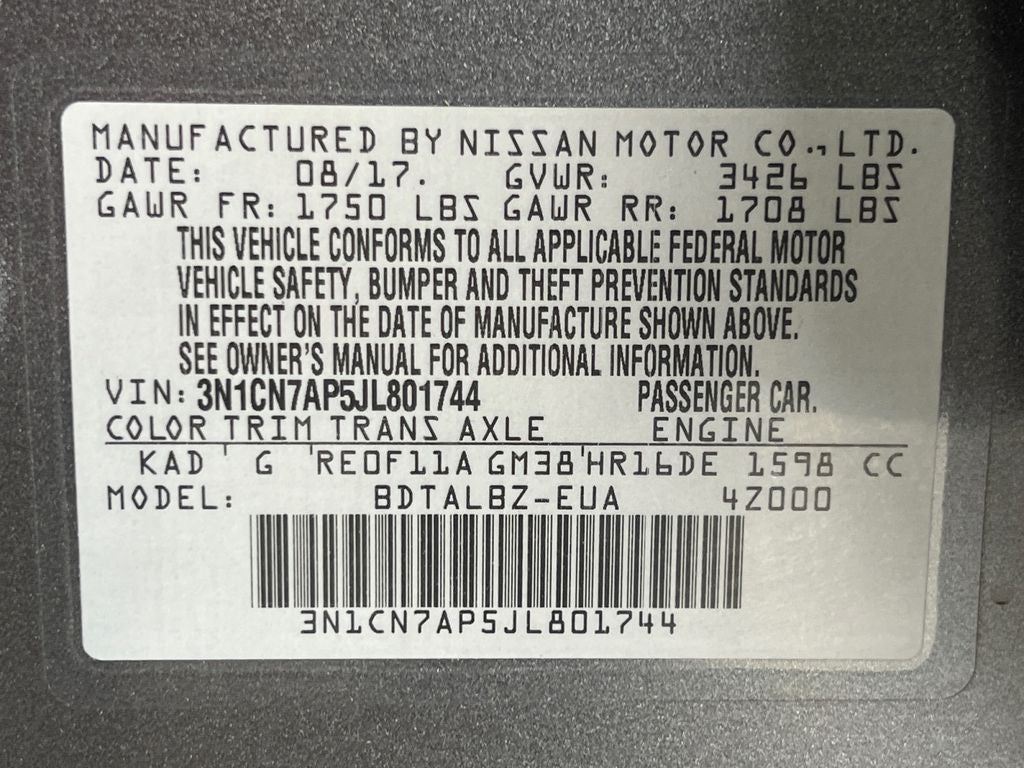 MANUFACTURED BY NISSAN MOTOR CO., LTD.
DATE: 08/17. GVWR: 3426 LBS
GAWR FR: 1750 LBS GAWR RR: 1708 LBS
THIS VEHICLE CONFORMS TO ALL APPLICABLE FEDERAL MOTOR
VEHICLE SAFETY, BUMPER AND THEFT PREVENTION STANDARDS
IN EFFECT ON THE DATE OF MANUFACTURE SHOWN ABOVE.
SEE OWNER'S MANUAL FOR ADDITIONAL INFORMATION.
VIN: 3N1CN7AP5JL801744 PASSENGER CAR.
COLOR TRIM TRANS AXLE ENGINE
KAD ' G 'RE0F11A GM38'HR16DE 1598 CC
MODEL: BDTALBZ-EUA 4Z000
3N1CN7AP5JL801744